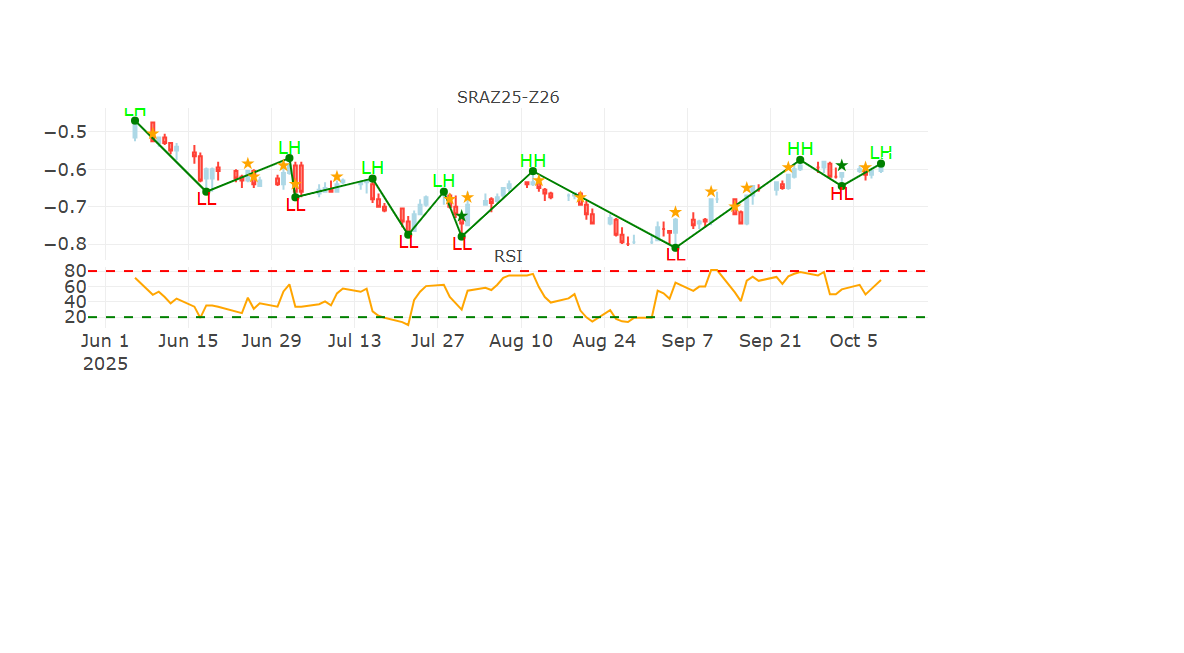 SRAZ25-Z26
LH
LH
LH
LH
HH
HH
LH
LL
LL
LL
LL
LL
HL
−0.5
−0.6
−0.7
−0.8
RSI
80
60
40
20
Jun 1 Jun 15 Jun 29 Jul 13 Jul 27 Aug 10 Aug 24 Sep 7 Sep 21 Oct 5
2025